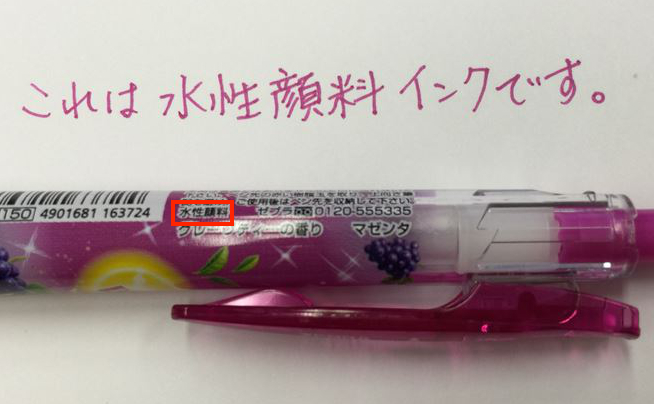 これは水性顔料インクです。
ご使用後はペン先を収納して下さい
150 4901681 163724 水性顔料 ゼブラ 0120-555335
グレープティーの香り マゼンタ